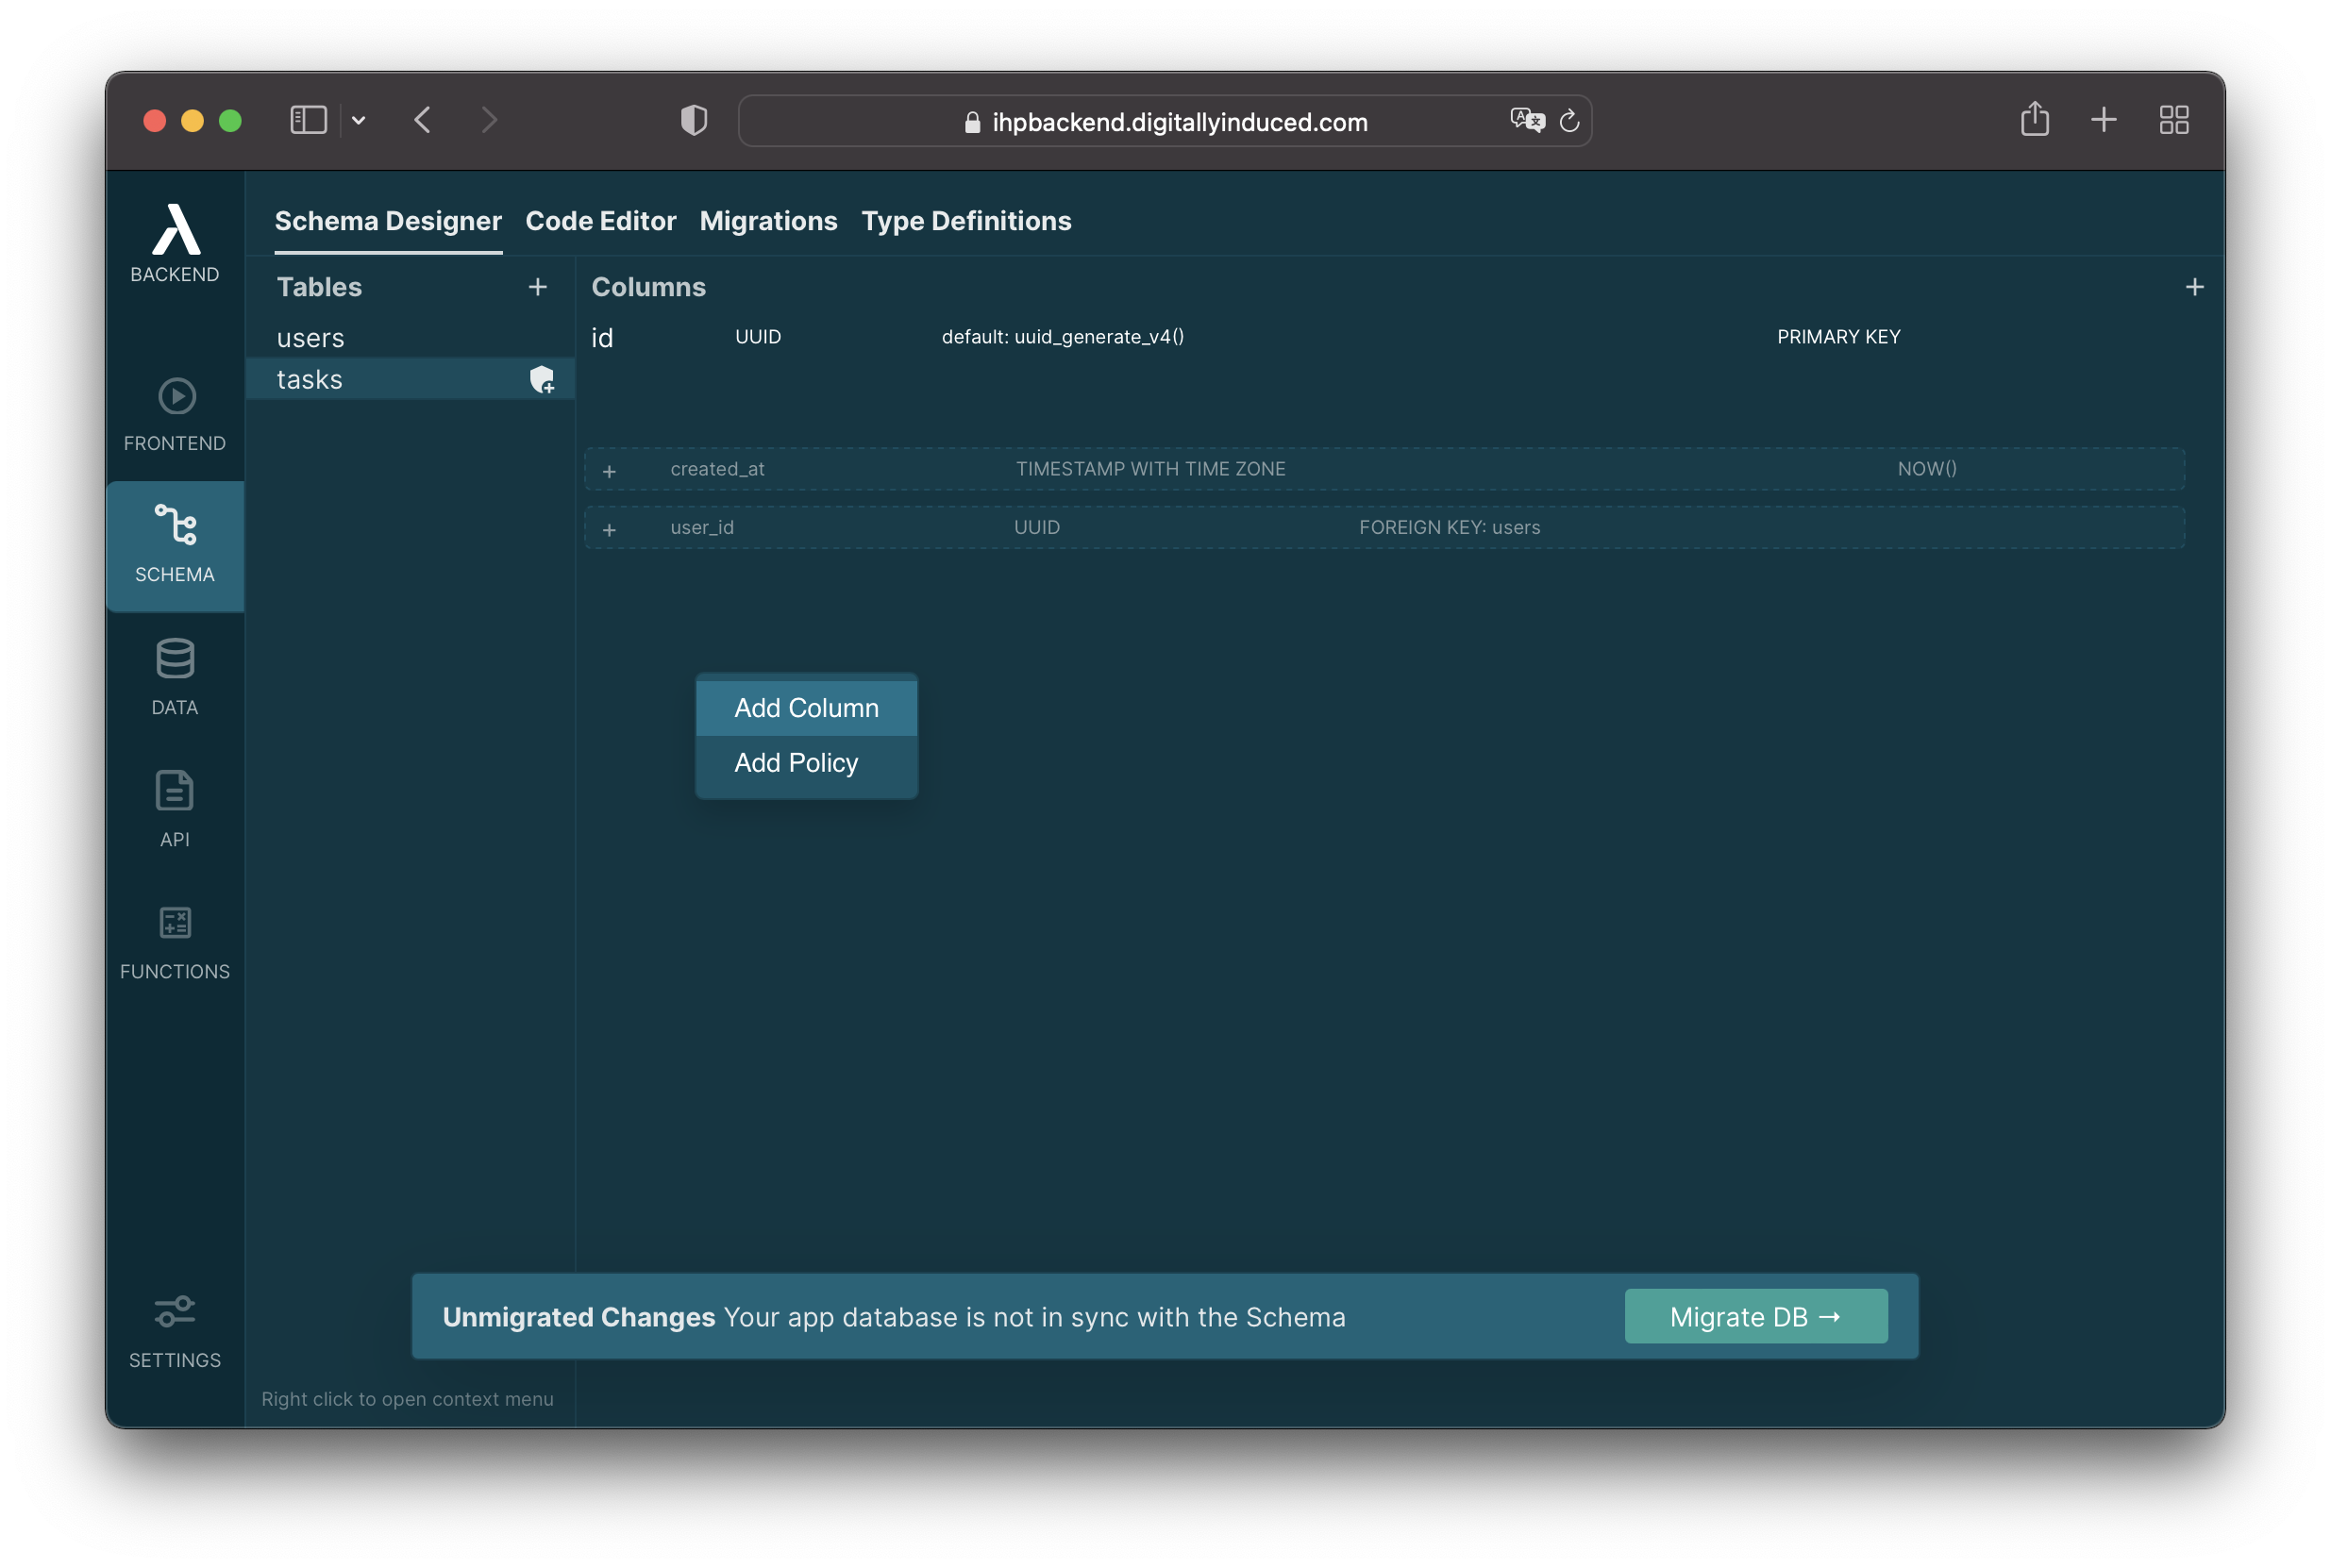 ihpbackend.digitallyinduced.com
BACKEND
FRONTEND
SCHEMA
DATA
API
FUNCTIONS
SETTINGS
Schema Designer Code Editor Migrations Type Definitions
Tables +
users
tasks
Right click to open context menu
Columns +
id UUID default: uuid_generate_v4() PRIMARY KEY
+ created_at TIMESTAMP WITH TIME ZONE NOW()
+ user_id UUID FOREIGN KEY: users
Add Column
Add Policy
Unmigrated Changes Your app database is not in sync with the Schema Migrate DB →